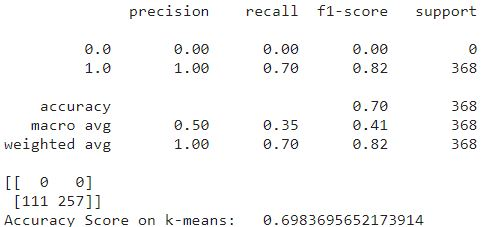 precision recall f1-score support
0.0 0.00 0.00 0.00 0
1.0 1.00 0.70 0.82 368
accuracy 0.70 368
macro avg 0.50 0.35 0.41 368
weighted avg 1.00 0.70 0.82 368
[[ 0 0]
[111 257]]
Accuracy Score on k-means: 0.6983695652173914